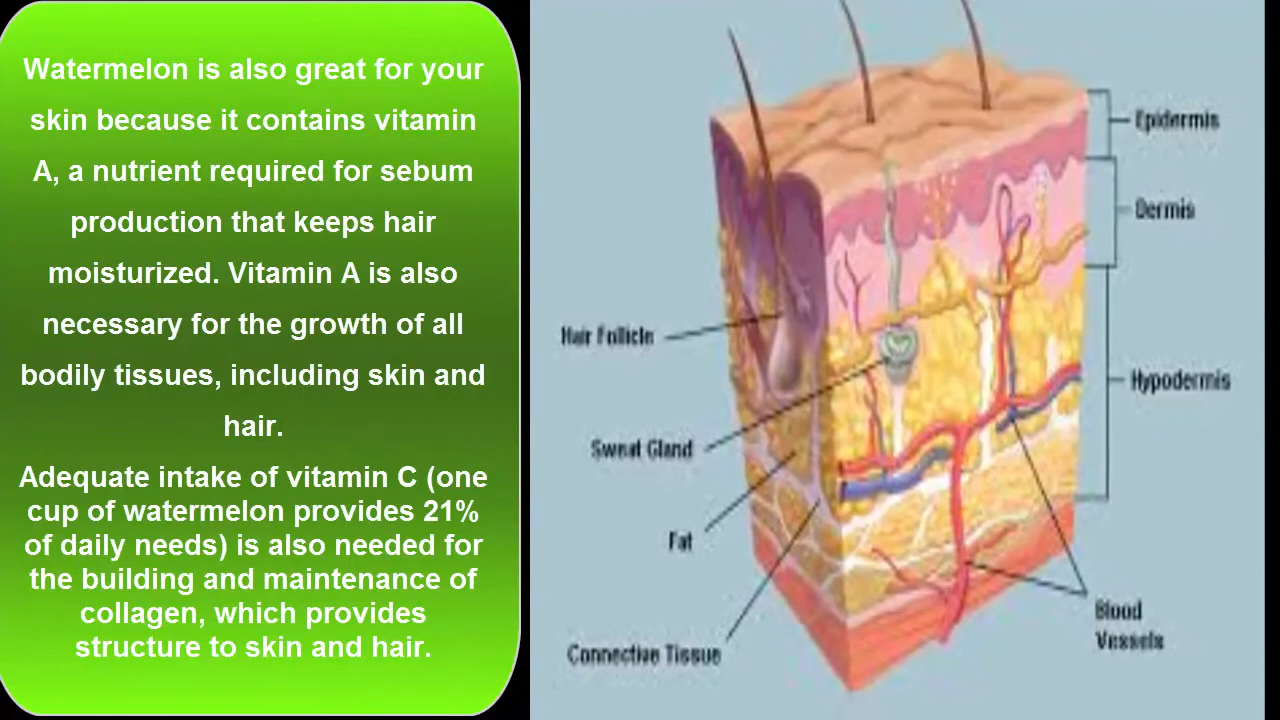 Watermelon is also great for your
skin because it contains vitamin
A, a nutrient required for sebum
production that keeps hair
moisturized. Vitamin A is also
necessary for the growth of all
bodily tissues, including skin and
hair.
Adequate intake of vitamin C (one
cup of watermelon provides 21%
of daily needs) is also needed for
the building and maintenance of
collagen, which provides
structure to skin and hair.
Epidermis
Dermis
Hair Follicle
Hypodermis
Sweat Gland
Fat
Blood
Vessels
Connective Tissue